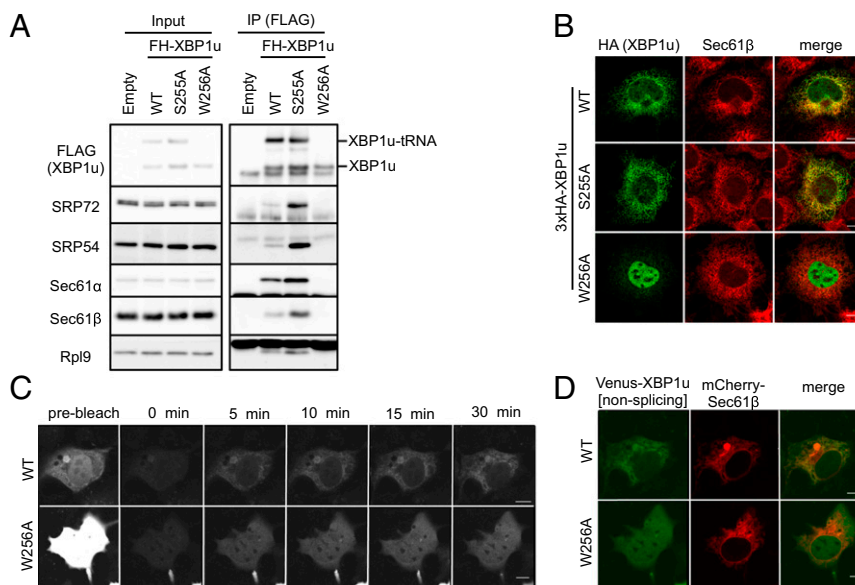 A
Input
IP (FLAG)
FH-XBP1u
FH-XBP1u
Empty
WT
S255A
W256A
Empty
WT
S255A
W256A
FLAG
(XBP1u)
XBP1u-tRNA
XBP1u
SRP72
SRP54
Sec61α
Sec61β
Rpl9
B
HA (XBP1u)
Sec61β
merge
3xHA-XBP1u
WT
S255A
W256A
C
pre-bleach
0 min
5 min
10 min
15 min
30 min
WT
W256A
D
Venus-XBP1u
[non-splicing]
mCherry-
Sec61β
merge
WT
W256A